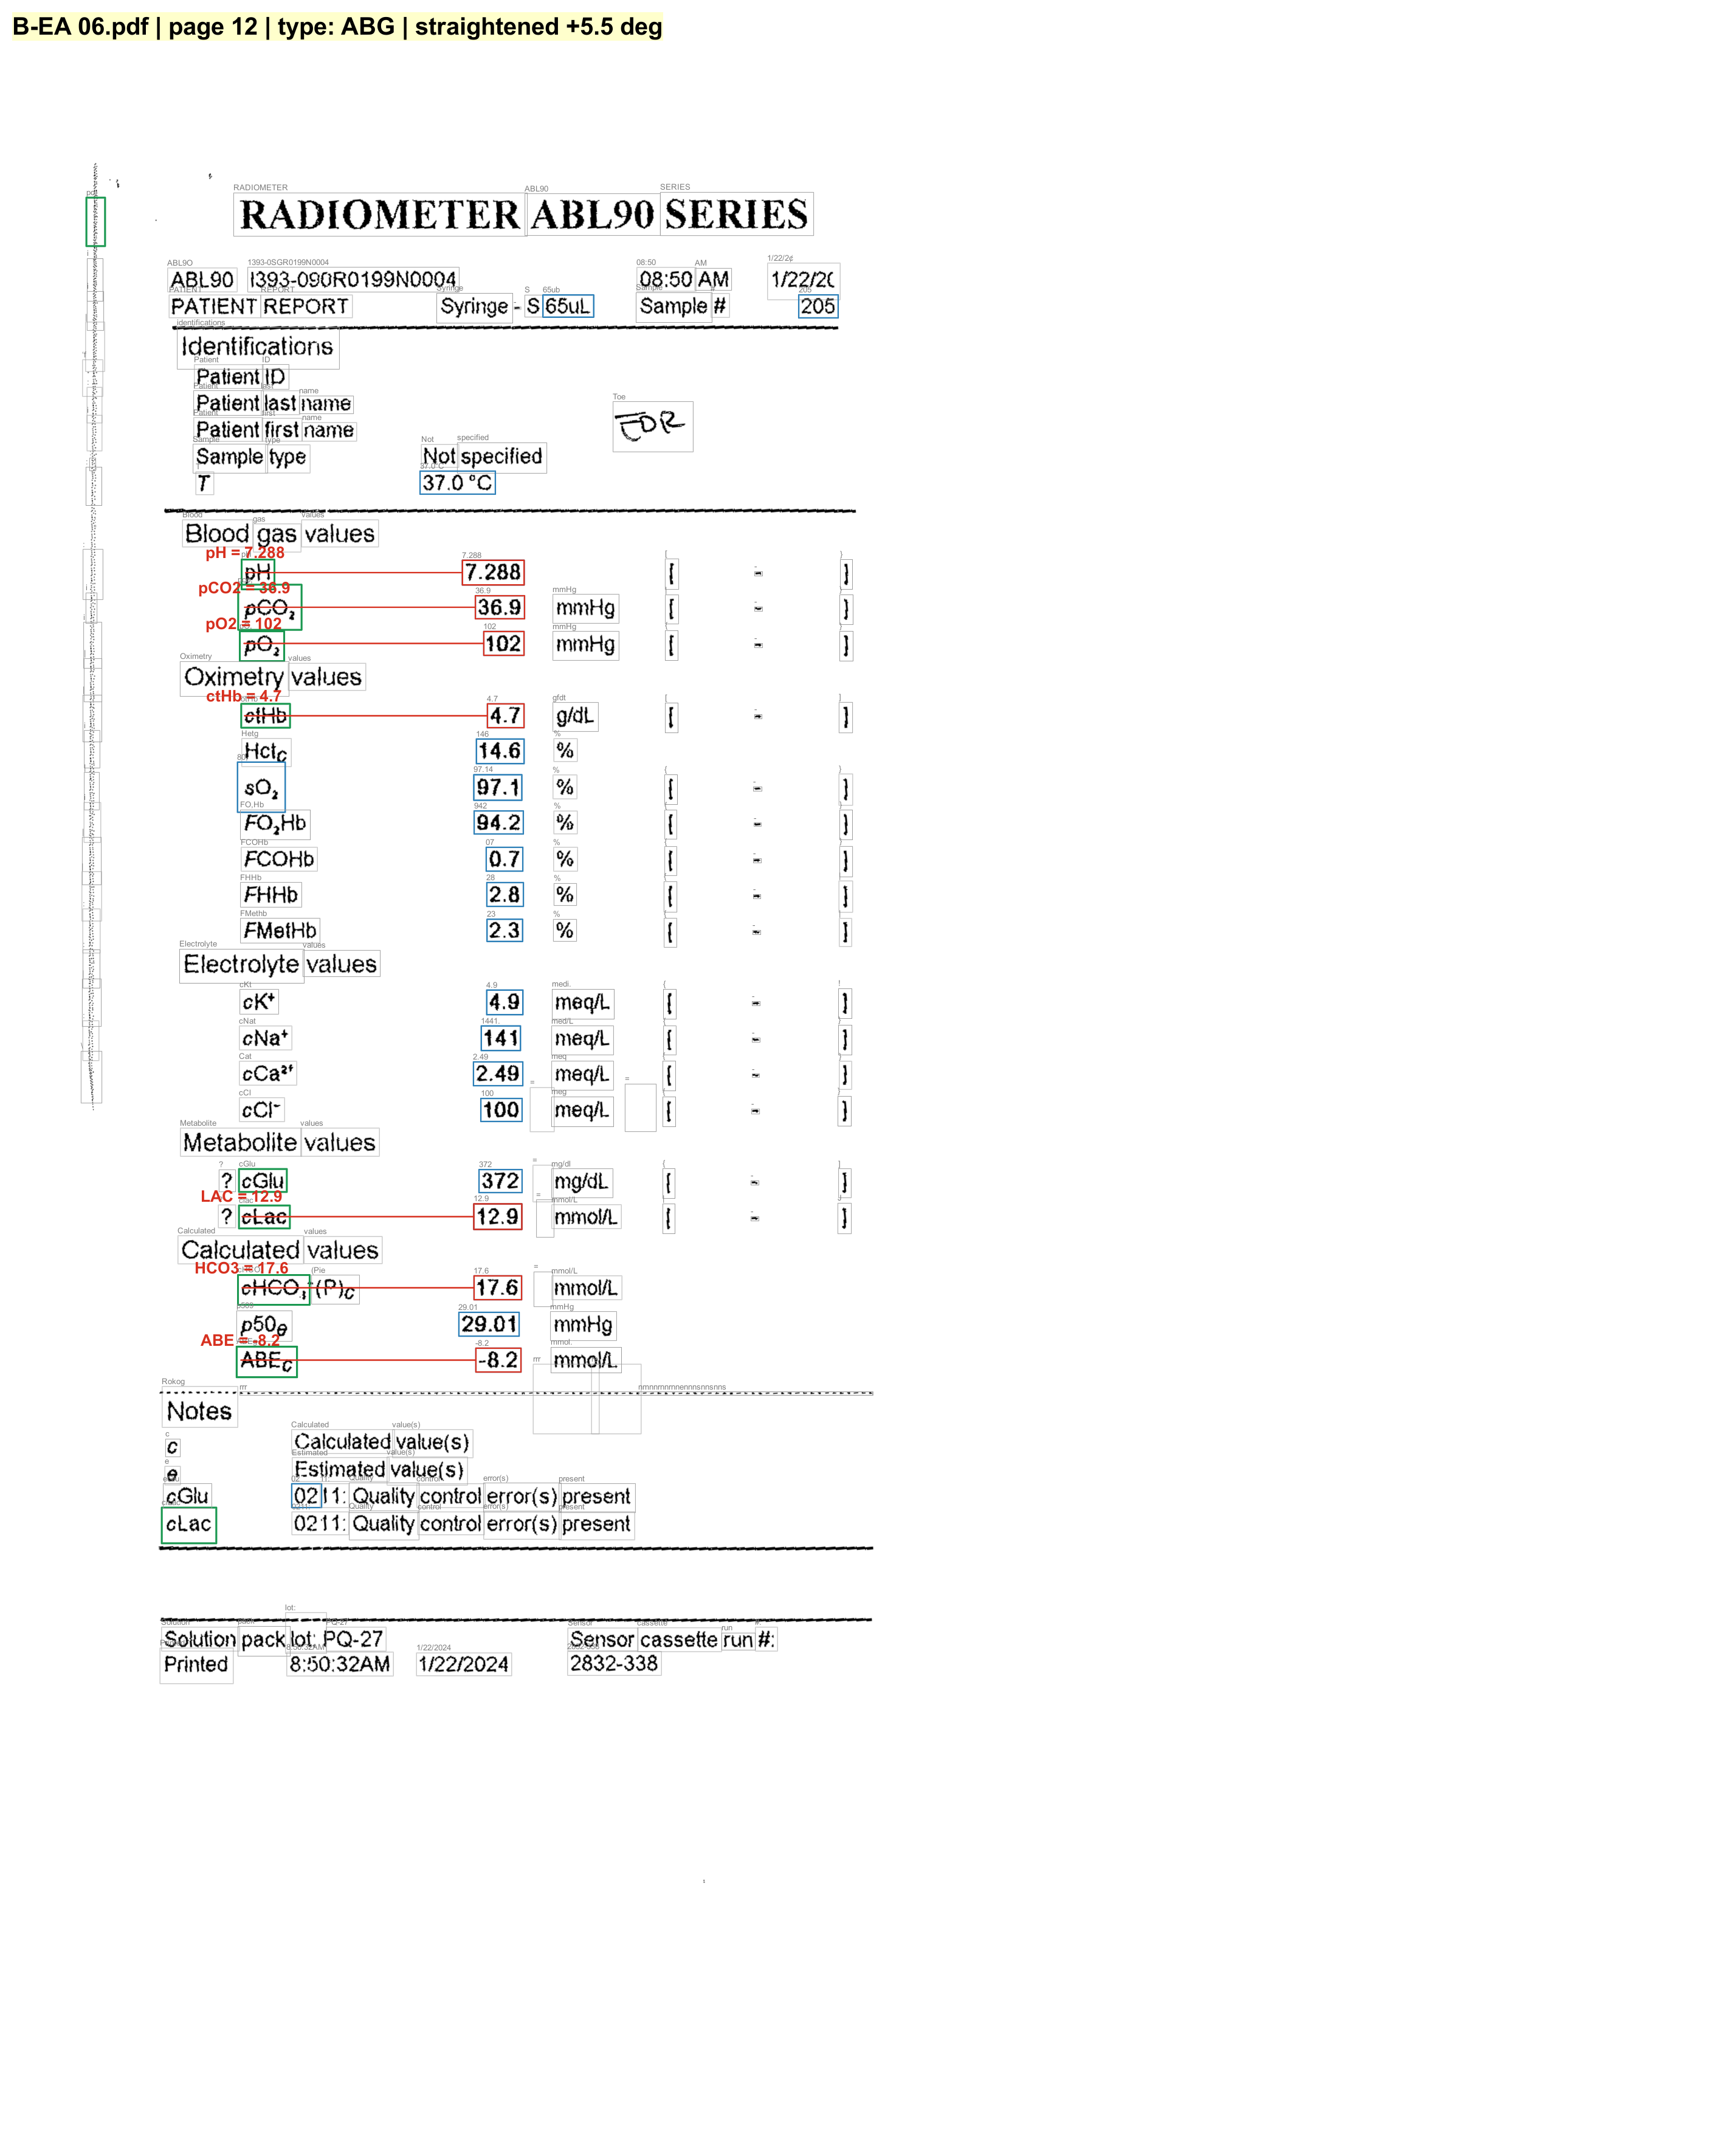 B-EA 06.pdf | page 12 | type: ABG | straightened +5.5 deg
RADIOMETER ABL90 SERIES
RADIOMETER ABL90 SERIES
ABL90 I393-090R0199N0004 08:50 AM 1/22/2(
PATIENT REPORT Syringe - S 65uL Sample # 205
Identifications
Patient ID
Patient last name
Patient first name
Sample type Not specified
T 37.0 °C
Blood gas values
pH = 7.288
pH 7.288 [ - ]
pCO2 = 36.9
pCO₂ 36.9 mmHg [ - ]
pO2 = 102
pO₂ 102 mmHg [ - ]
Oximetry values
ctHb = 4.7
ctHb 4.7 g/dL [ - ]
Hctc 14.6 %
sO₂ 97.1 % [ - ]
FO₂Hb 94.2 % [ - ]
FCOHb 0.7 % [ - ]
FHHb 2.8 % [ - ]
FMetHb 2.3 % [ - ]
Electrolyte values
cK⁺ 4.9 meq/L [ - ]
cNa⁺ 141 meq/L [ - ]
cCa²⁺ 2.49 meq/L [ - ]
cCl⁻ 100 meq/L [ - ]
Metabolite values
? cGlu 372 mg/dL [ - ]
LAC = 12.9
? cLac 12.9 mmol/L [ - ]
Calculated values
HCO3 = 17.6
cHCO₃⁻(P)c 17.6 mmol/L
p50e 29.01 mmHg
ABE = -8.2
ABEc -8.2 mmol/L
Notes
c Calculated value(s)
e Estimated value(s)
cGlu 0211: Quality control error(s) present
cLac 0211: Quality control error(s) present
Solution pack lot: PQ-27 Sensor cassette run #:
Printed 8:50:32AM 1/22/2024 2832-338